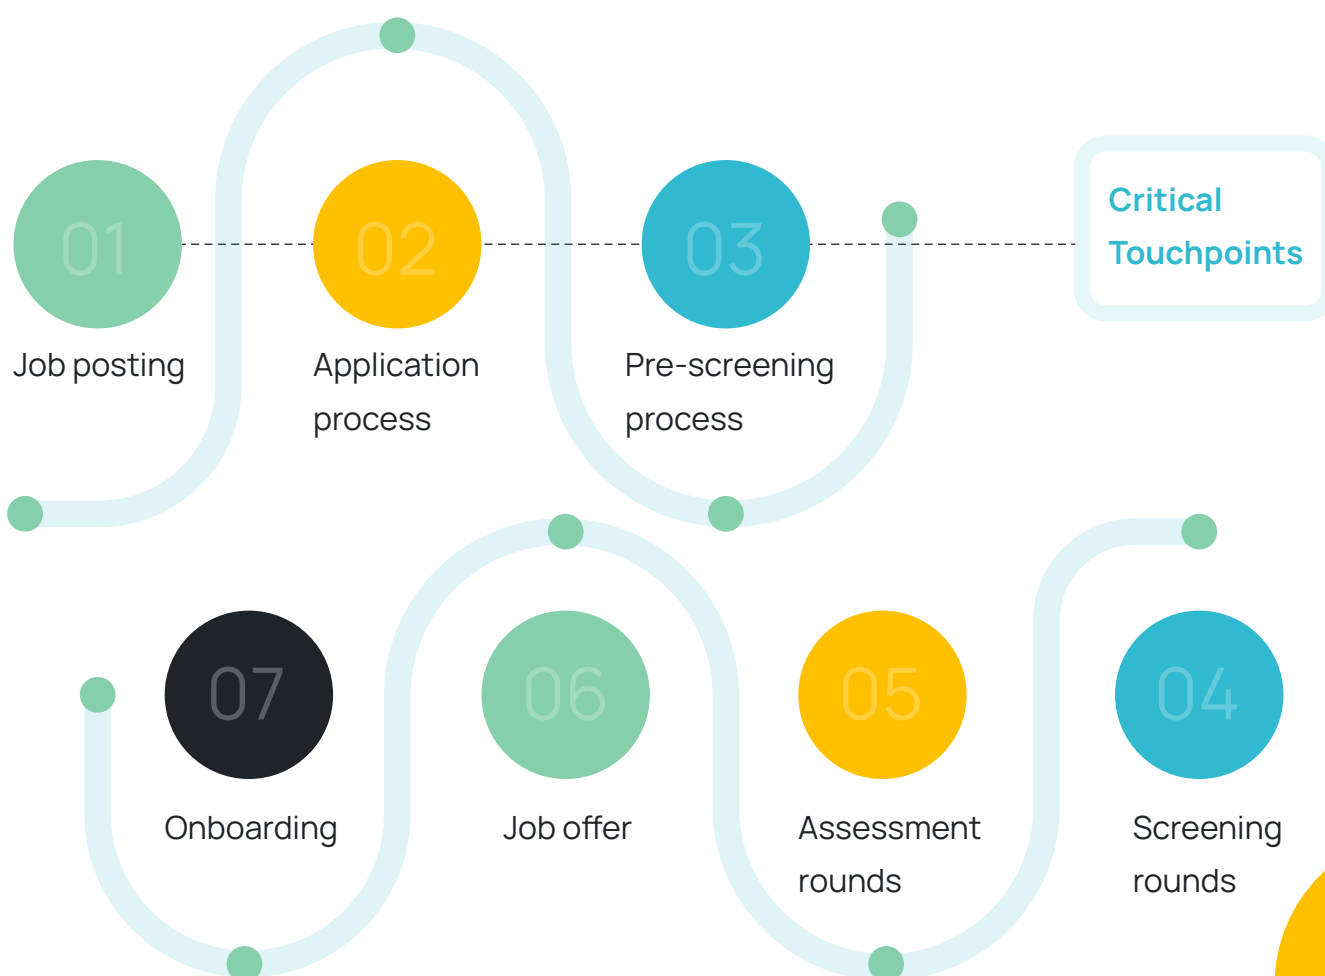 01
02
03
Critical
Touchpoints
Job posting
Application
process
Pre-screening
process
07
06
05
04
Onboarding
Job offer
Assessment
rounds
Screening
rounds